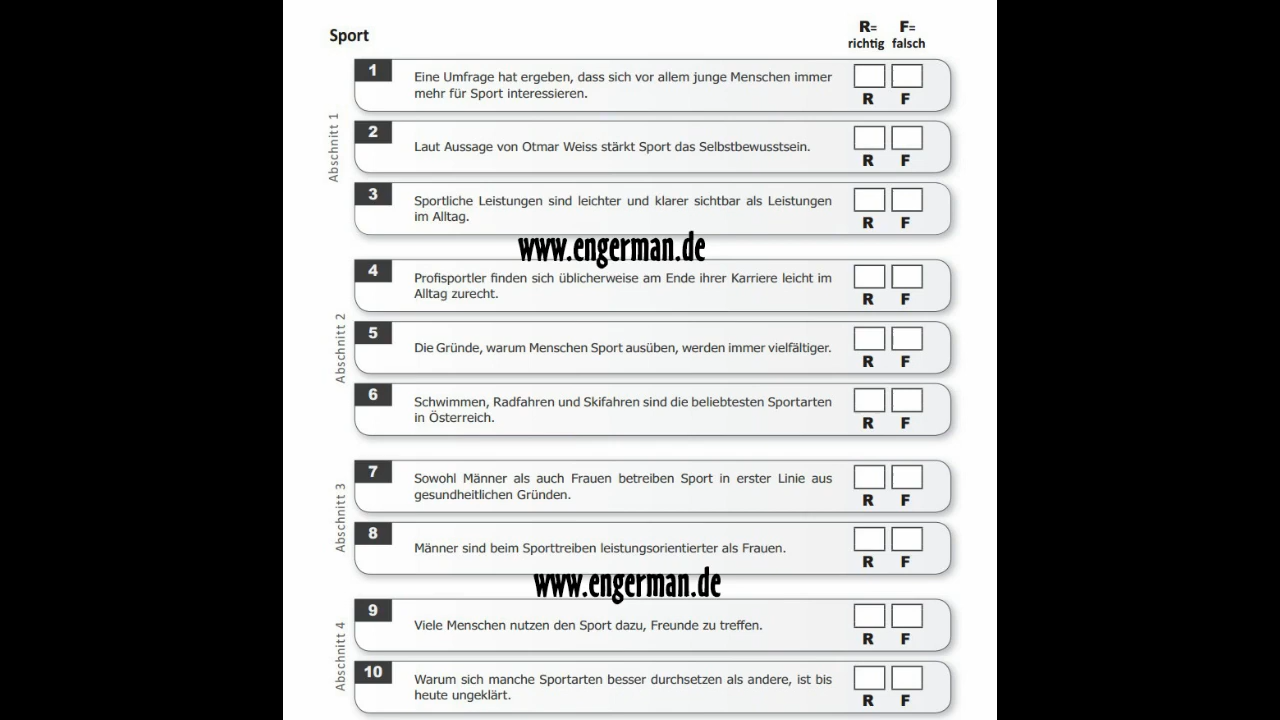 Sport
R= F=
richtig falsch
Abschnitt 1
1
Eine Umfrage hat ergeben, dass sich vor allem junge Menschen immer
mehr für Sport interessieren.
R F
2
Laut Aussage von Otmar Weiss stärkt Sport das Selbstbewusstsein.
R F
3
Sportliche Leistungen sind leichter und klarer sichtbar als Leistungen
im Alltag.
R F
www.engerman.de
Abschnitt 2
4
Profisportler finden sich üblicherweise am Ende ihrer Karriere leicht im
Alltag zurecht.
R F
5
Die Gründe, warum Menschen Sport ausüben, werden immer vielfältiger.
R F
6
Schwimmen, Radfahren und Skifahren sind die beliebtesten Sportarten
in Österreich.
R F
Abschnitt 3
7
Sowohl Männer als auch Frauen betreiben Sport in erster Linie aus
gesundheitlichen Gründen.
R F
8
Männer sind beim Sporttreiben leistungsorientierter als Frauen.
R F
www.engerman.de
Abschnitt 4
9
Viele Menschen nutzen den Sport dazu, Freunde zu treffen.
R F
10
Warum sich manche Sportarten besser durchsetzen als andere, ist bis
heute ungeklärt.
R F